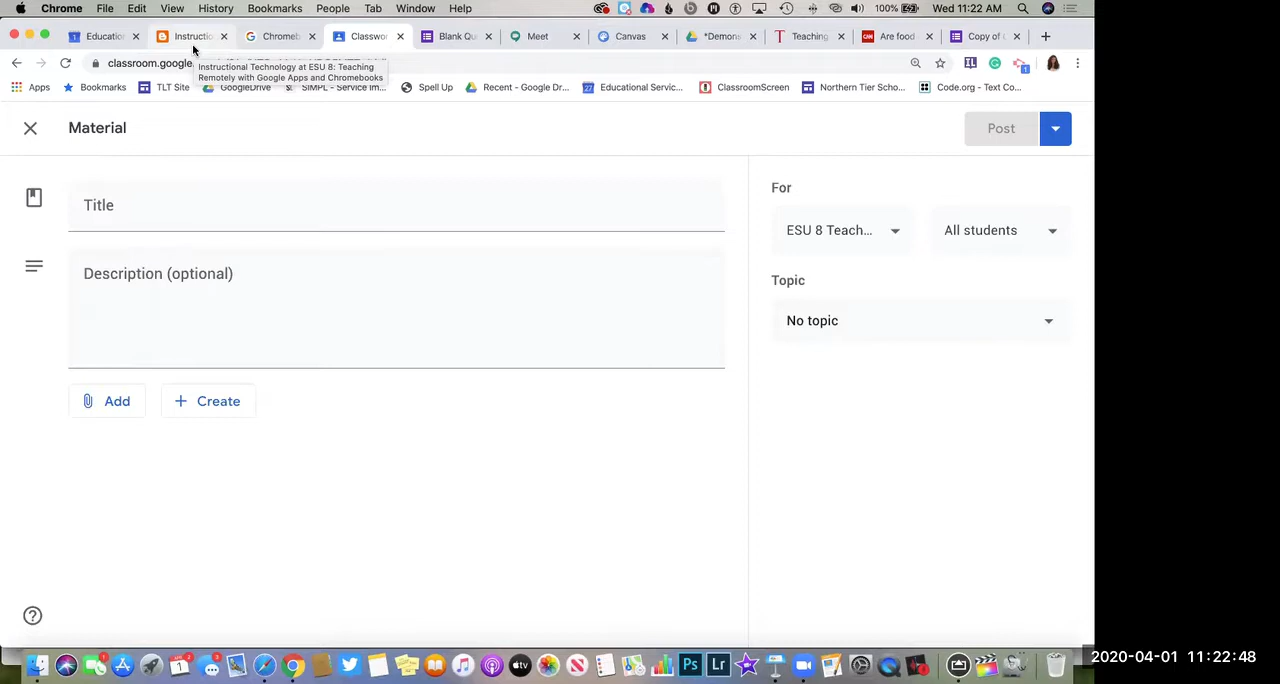 Chrome File Edit View History Bookmarks People Tab Window Help 100% Wed 11:22 AM
Education Instructio Chromeb Classwor Blank Qu Meet Canvas *Demons Teaching Are food Copy of U
classroom.google.
Instructional Technology at ESU 8: Teaching
Remotely with Google Apps and Chromebooks
Apps Bookmarks TLT Site GoogleDrive SIMPL - Service Im... Spell Up Recent - Google Dr... Educational Servic... ClassroomScreen Northern Tier Scho... Code.org - Text Co...
Material
Post
Title
Description (optional)
Add
Create
For
ESU 8 Teach...
All students
Topic
No topic
2020-04-01 11:22:48